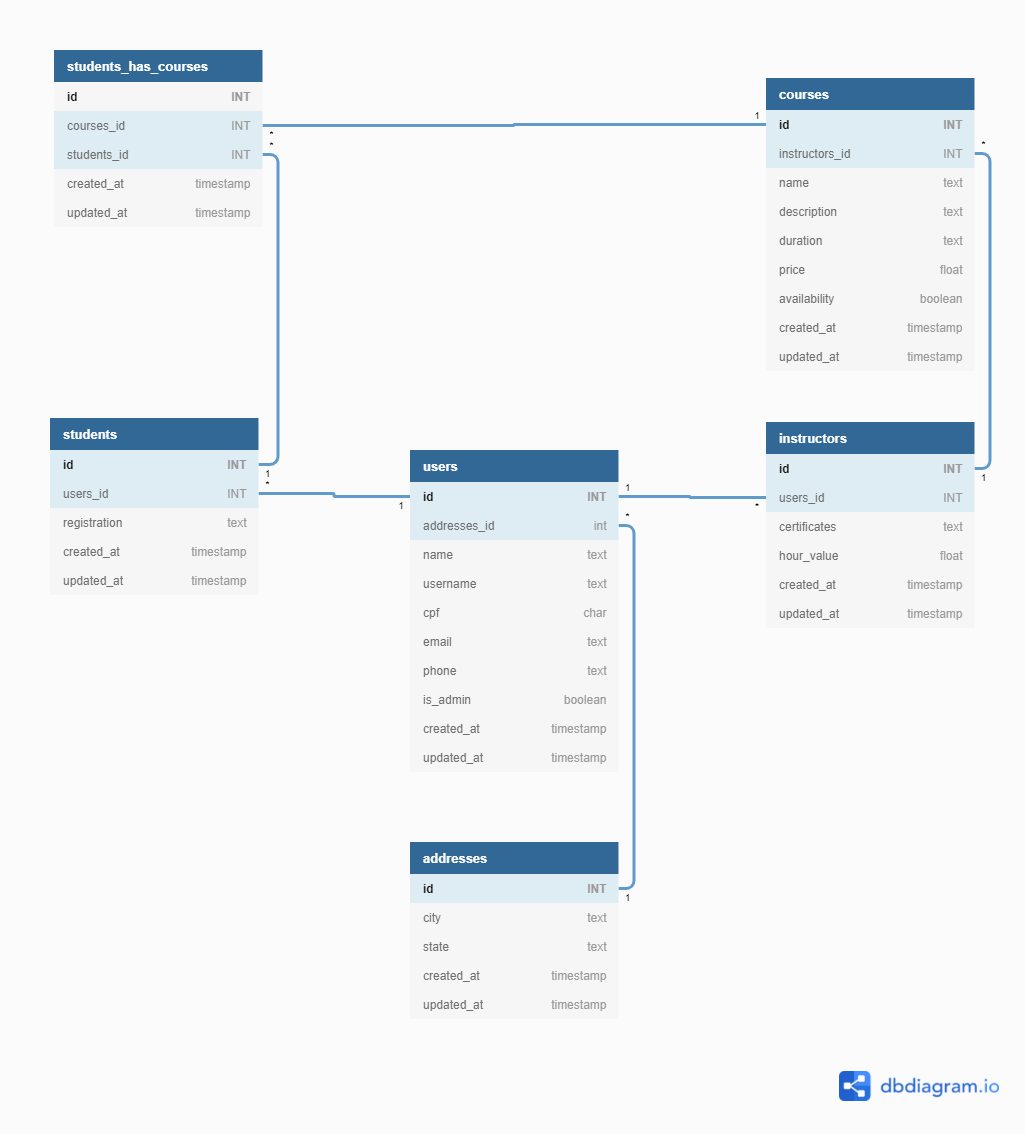 students_has_courses
id INT
courses_id INT
*
students_id INT
*
created_at timestamp
updated_at timestamp
courses
1
id INT
instructors_id INT
*
name text
description text
duration text
price float
availability boolean
created_at timestamp
updated_at timestamp
students
id INT
1
users_id INT
*
registration text
created_at timestamp
updated_at timestamp
users
id INT
1
1
addresses_id int
*
name text
username text
cpf char
email text
phone text
is_admin boolean
created_at timestamp
updated_at timestamp
instructors
id INT
1
users_id INT
*
certificates text
hour_value float
created_at timestamp
updated_at timestamp
addresses
id INT
1
city text
state text
created_at timestamp
updated_at timestamp
dbdiagram.io